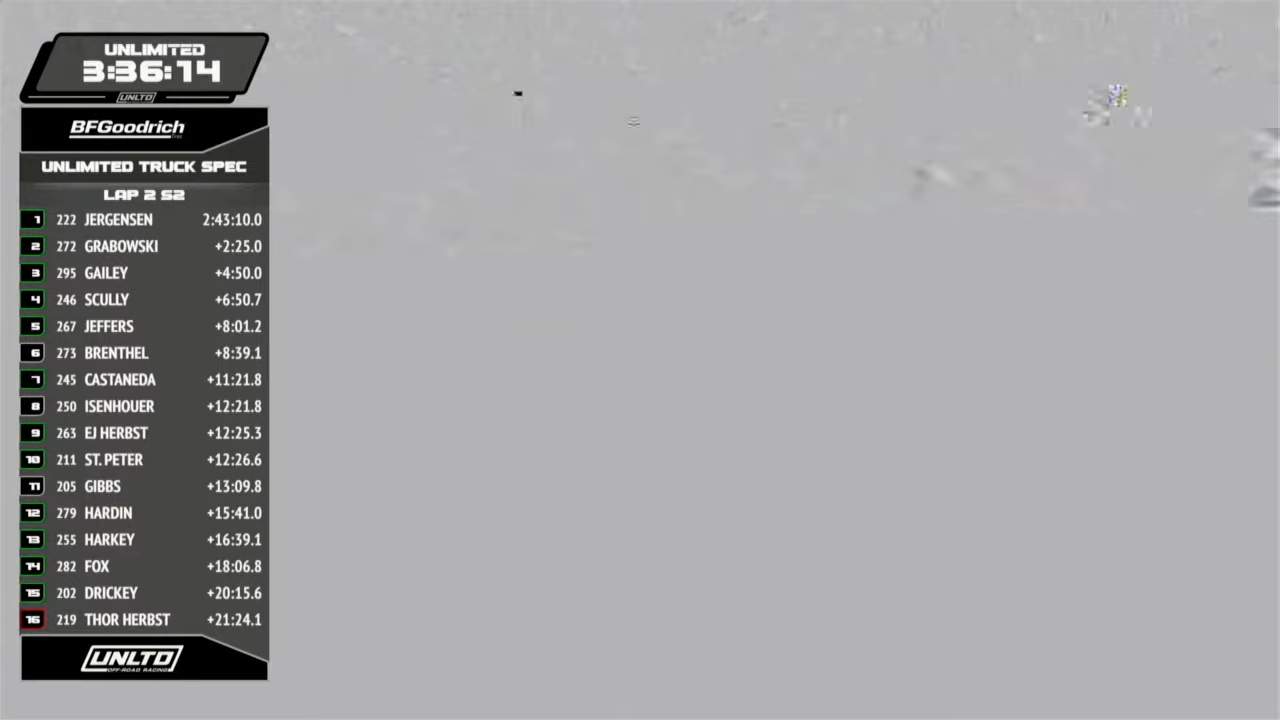 UNLIMITED
3:36:14
UNLTD
BFGoodrich
UNLIMITED TRUCK SPEC
LAP 2 S2
1 222 JERGENSEN 2:43:10.0
2 272 GRABOWSKI +2:25.0
3 295 GAILEY +4:50.0
4 246 SCULLY +6:50.7
5 267 JEFFERS +8:01.2
6 273 BRENTHEL +8:39.1
7 245 CASTANEDA +11:21.8
8 250 ISENHOUER +12:21.8
9 263 EJ HERBST +12:25.3
10 211 ST. PETER +12:26.6
11 205 GIBBS +13:09.8
12 279 HARDIN +15:41.0
13 255 HARKEY +16:39.1
14 282 FOX +18:06.8
15 202 DRICKEY +20:15.6
16 219 THOR HERBST +21:24.1
UNLTD
OFF-ROAD RACING